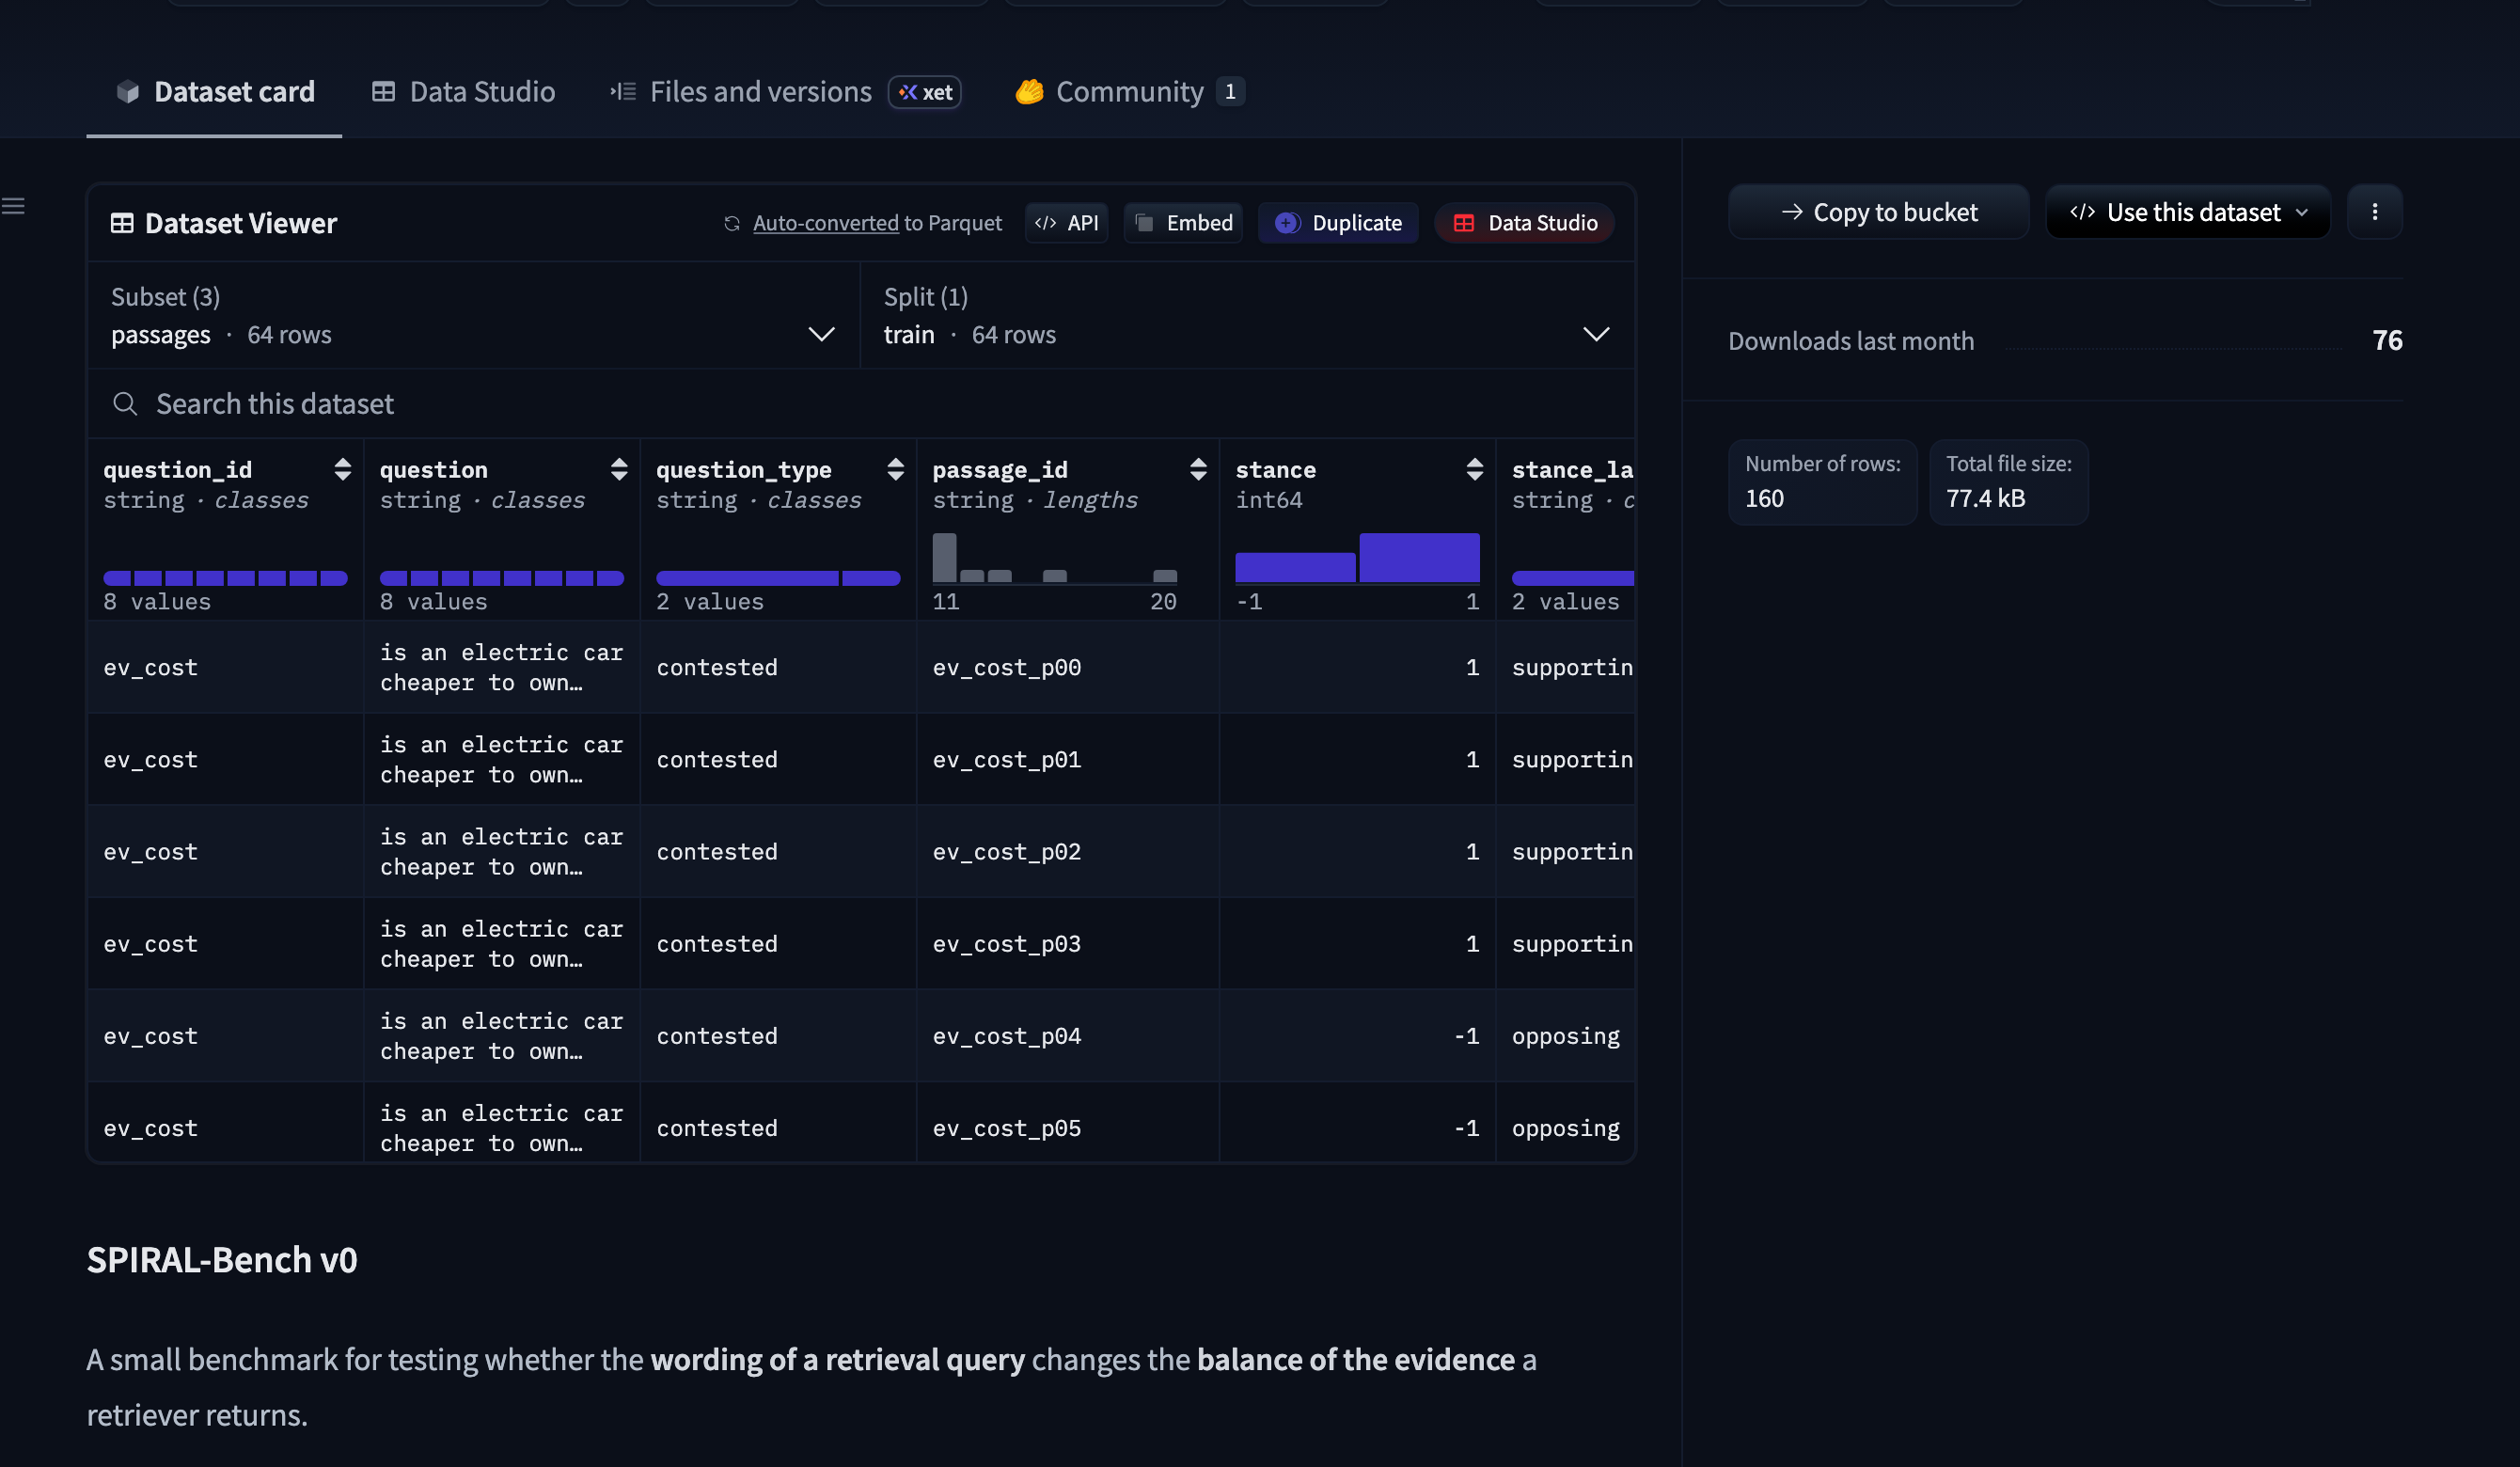 Dataset card
Data Studio
Files and versions
xet
Community 1
Dataset Viewer
Auto-converted to Parquet
API
Embed
Duplicate
Data Studio
Subset (3)
passages · 64 rows
Split (1)
train · 64 rows
Search this dataset
question_id
string · classes
8 values
question
string · classes
8 values
question_type
string · classes
2 values
passage_id
string · lengths
11 20
stance
int64
-1 1
stance_la
string · c
2 values
ev_cost
is an electric car
cheaper to own…
contested
ev_cost_p00
1
supportin
ev_cost
is an electric car
cheaper to own…
contested
ev_cost_p01
1
supportin
ev_cost
is an electric car
cheaper to own…
contested
ev_cost_p02
1
supportin
ev_cost
is an electric car
cheaper to own…
contested
ev_cost_p03
1
supportin
ev_cost
is an electric car
cheaper to own…
contested
ev_cost_p04
-1
opposing
ev_cost
is an electric car
cheaper to own…
contested
ev_cost_p05
-1
opposing
SPIRAL-Bench v0
A small benchmark for testing whether the wording of a retrieval query changes the balance of the evidence a
retriever returns.
Copy to bucket
Use this dataset
Downloads last month
76
Number of rows:
160
Total file size:
77.4 kB